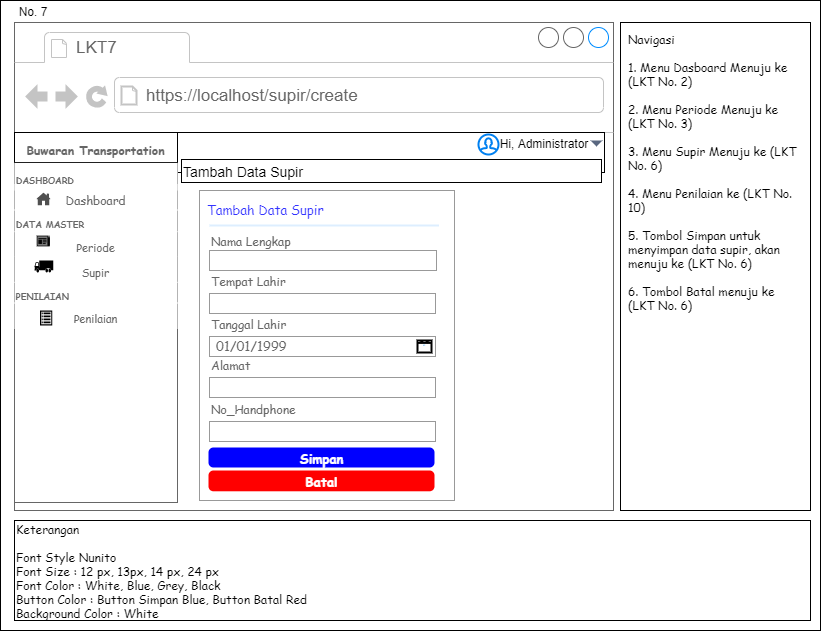 No. 7
LKT7
https://localhost/supir/create
Buwaran Transportation
Hi, Administrator
Tambah Data Supir
DASHBOARD
Dashboard
DATA MASTER
Periode
Supir
PENILAIAN
Penilaian
Tambah Data Supir
Nama Lengkap
Tempat Lahir
Tanggal Lahir
01/01/1999
Alamat
No_Handphone
Simpan
Batal
Navigasi
1. Menu Dasboard Menuju ke
(LKT No. 2)
2. Menu Periode Menuju ke
(LKT No. 3)
3. Menu Supir Menuju ke (LKT
No. 6)
4. Menu Penilaian ke (LKT No.
10)
5. Tombol Simpan untuk
menyimpan data supir, akan
menuju ke (LKT No. 6)
6. Tombol Batal menuju ke
(LKT No. 6)
Keterangan
Font Style Nunito
Font Size : 12 px, 13px, 14 px, 24 px
Font Color : White, Blue, Grey, Black
Button Color : Button Simpan Blue, Button Batal Red
Background Color : White